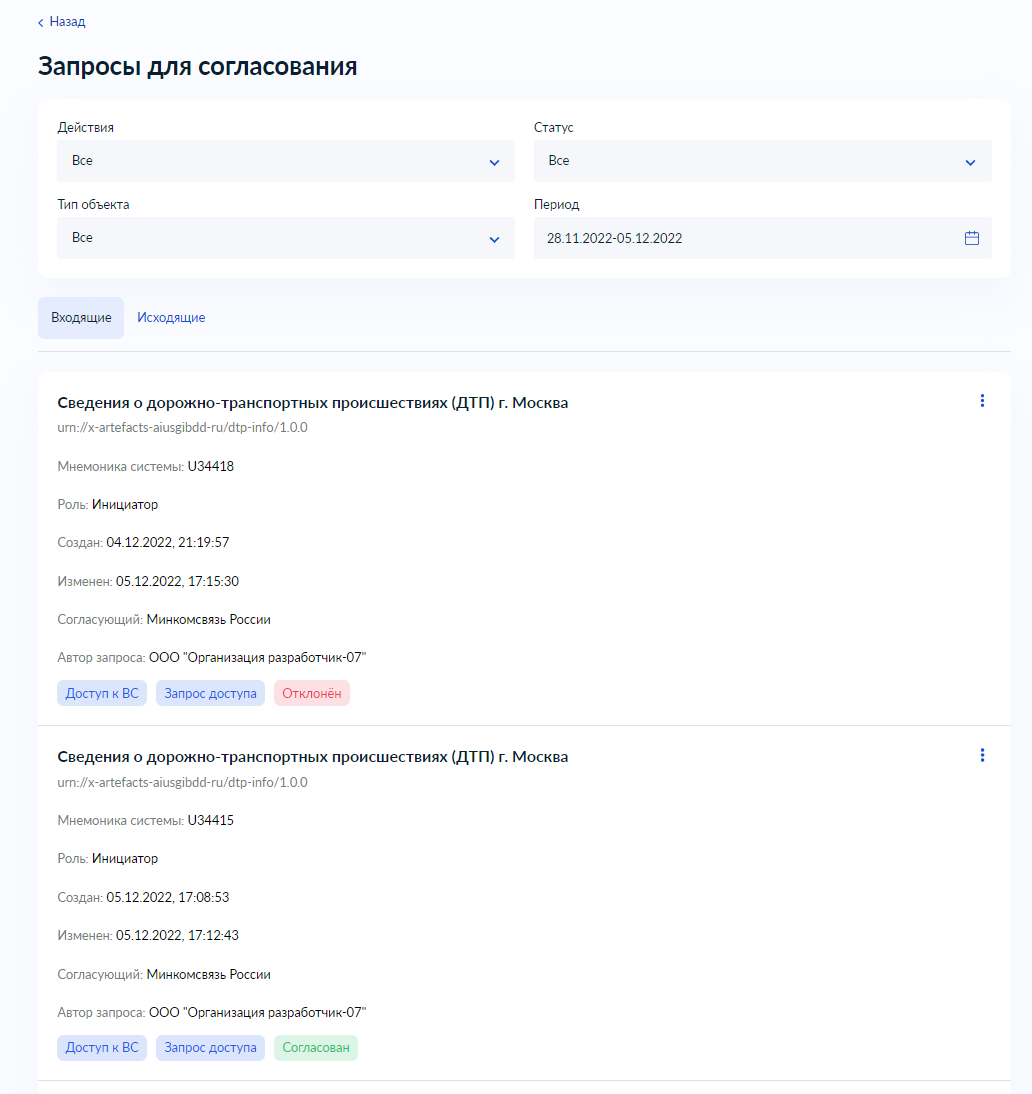 Назад
Запросы для согласования
Действия
Статус
Все
Все
Тип объекта
Период
Все
28.11.2022-05.12.2022
Входящие
Исходящие
Сведения о дорожно-транспортных происшествиях (ДТП) г. Москва
urn://x-artefacts-aiusgibdd-ru/dtp-info/1.0.0
Мнемоника системы: U34418
Роль: Инициатор
Создан: 04.12.2022, 21:19:57
Изменен: 05.12.2022, 17:15:30
Согласующий: Минкомсвязь России
Автор запроса: ООО "Организация разработчик-07"
Доступ к ВС
Запрос доступа
Отклонён
Сведения о дорожно-транспортных происшествиях (ДТП) г. Москва
urn://x-artefacts-aiusgibdd-ru/dtp-info/1.0.0
Мнемоника системы: U34415
Роль: Инициатор
Создан: 05.12.2022, 17:08:53
Изменен: 05.12.2022, 17:12:43
Согласующий: Минкомсвязь России
Автор запроса: ООО "Организация разработчик-07"
Доступ к ВС
Запрос доступа
Согласован